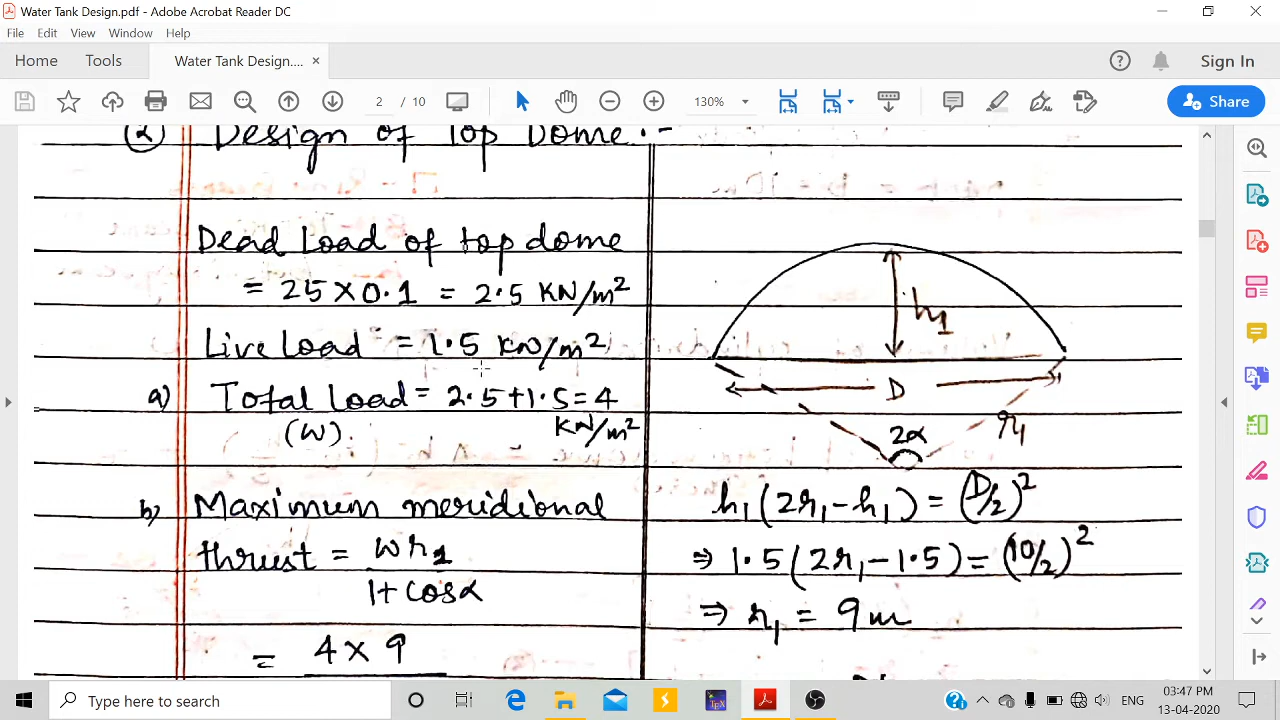 Water Tank Design.pdf - Adobe Acrobat Reader DC
File Edit View Window Help
Home Tools Water Tank Design.... × Sign In
2 / 10 130% Share
(2) Design of Top Dome:-
Dead Load of top dome
= 25 × 0.1 = 2.5 KN/m²
Live Load = 1.5 KN/m²
a) Total Load = 2.5+1.5=4
(W) KN/m²
b) Maximum meridional
thrust = wr₁
1+cosα
= 4 × 9
h₁
D
2α r₁
h₁(2r₁-h₁) = (D/2)²
⇒ 1.5(2r₁-1.5) = (10/2)²
⇒ r₁ = 9m
Type here to search
ENG 03:47 PM
13-04-2020